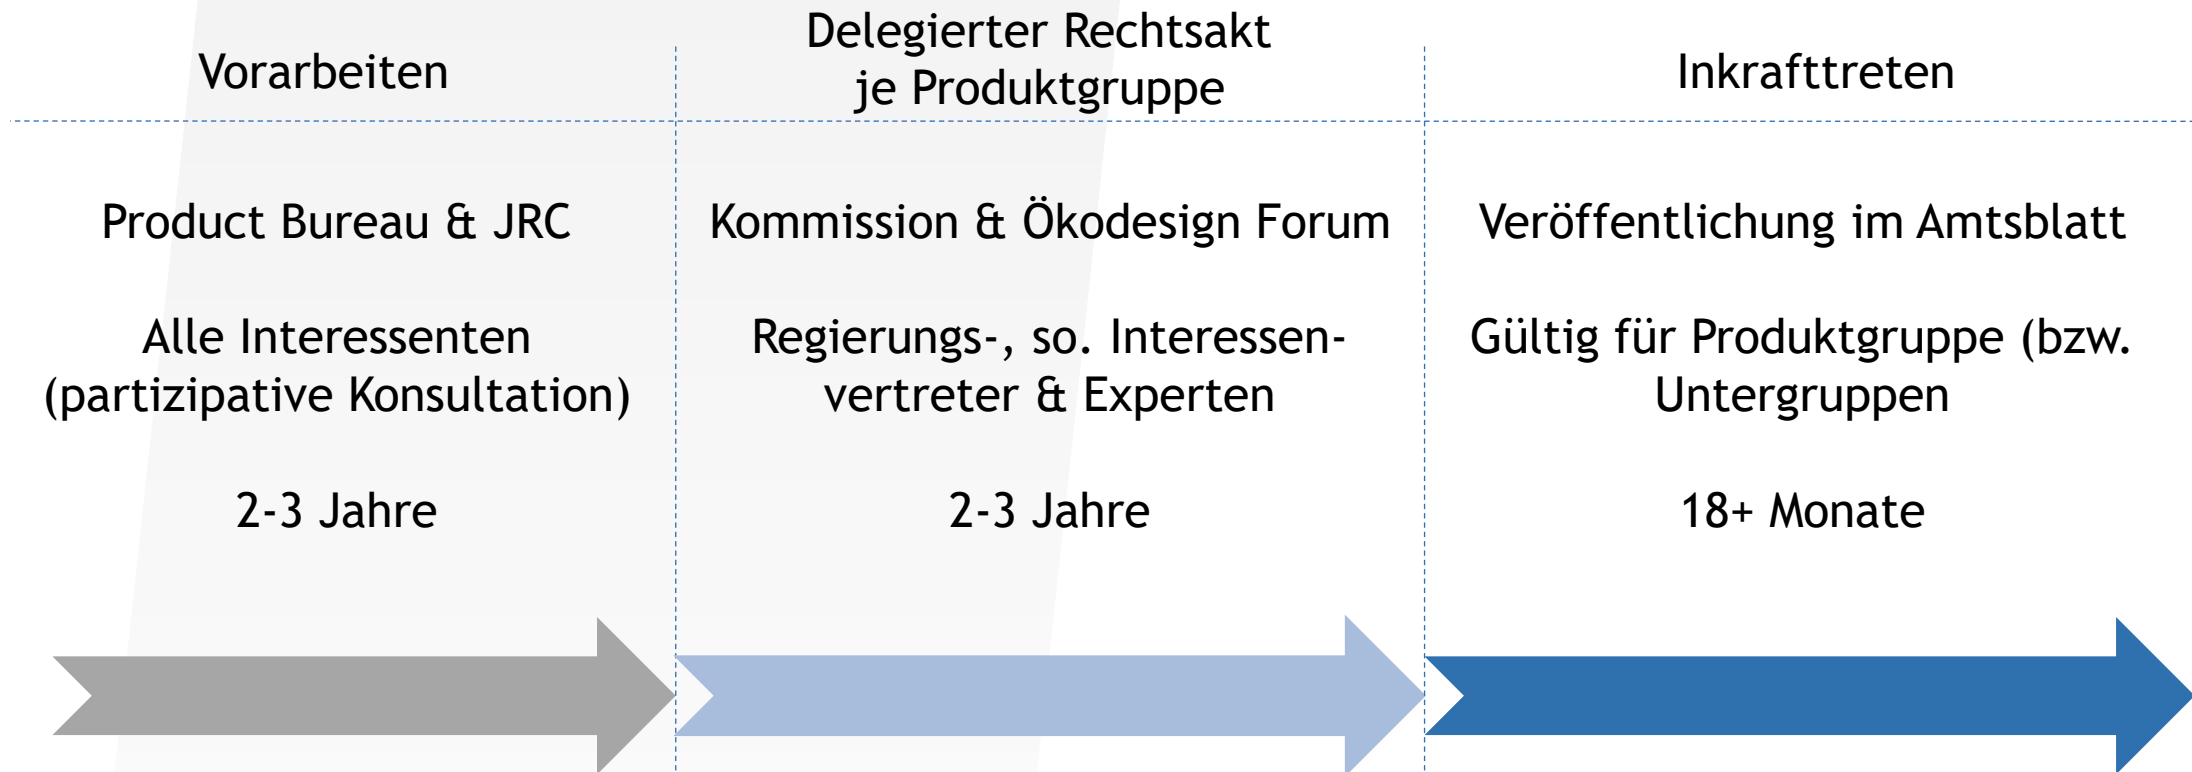 Vorarbeiten
Delegierter Rechtsakt
je Produktgruppe
Inkrafttreten
Product Bureau & JRC
Kommission & Ökodesign Forum
Veröffentlichung im Amtsblatt
Alle Interessenten
(partizipative Konsultation)
Regierungs-, so. Interessen-
vertreter & Experten
Gültig für Produktgruppe (bzw.
Untergruppen
2-3 Jahre
2-3 Jahre
18+ Monate